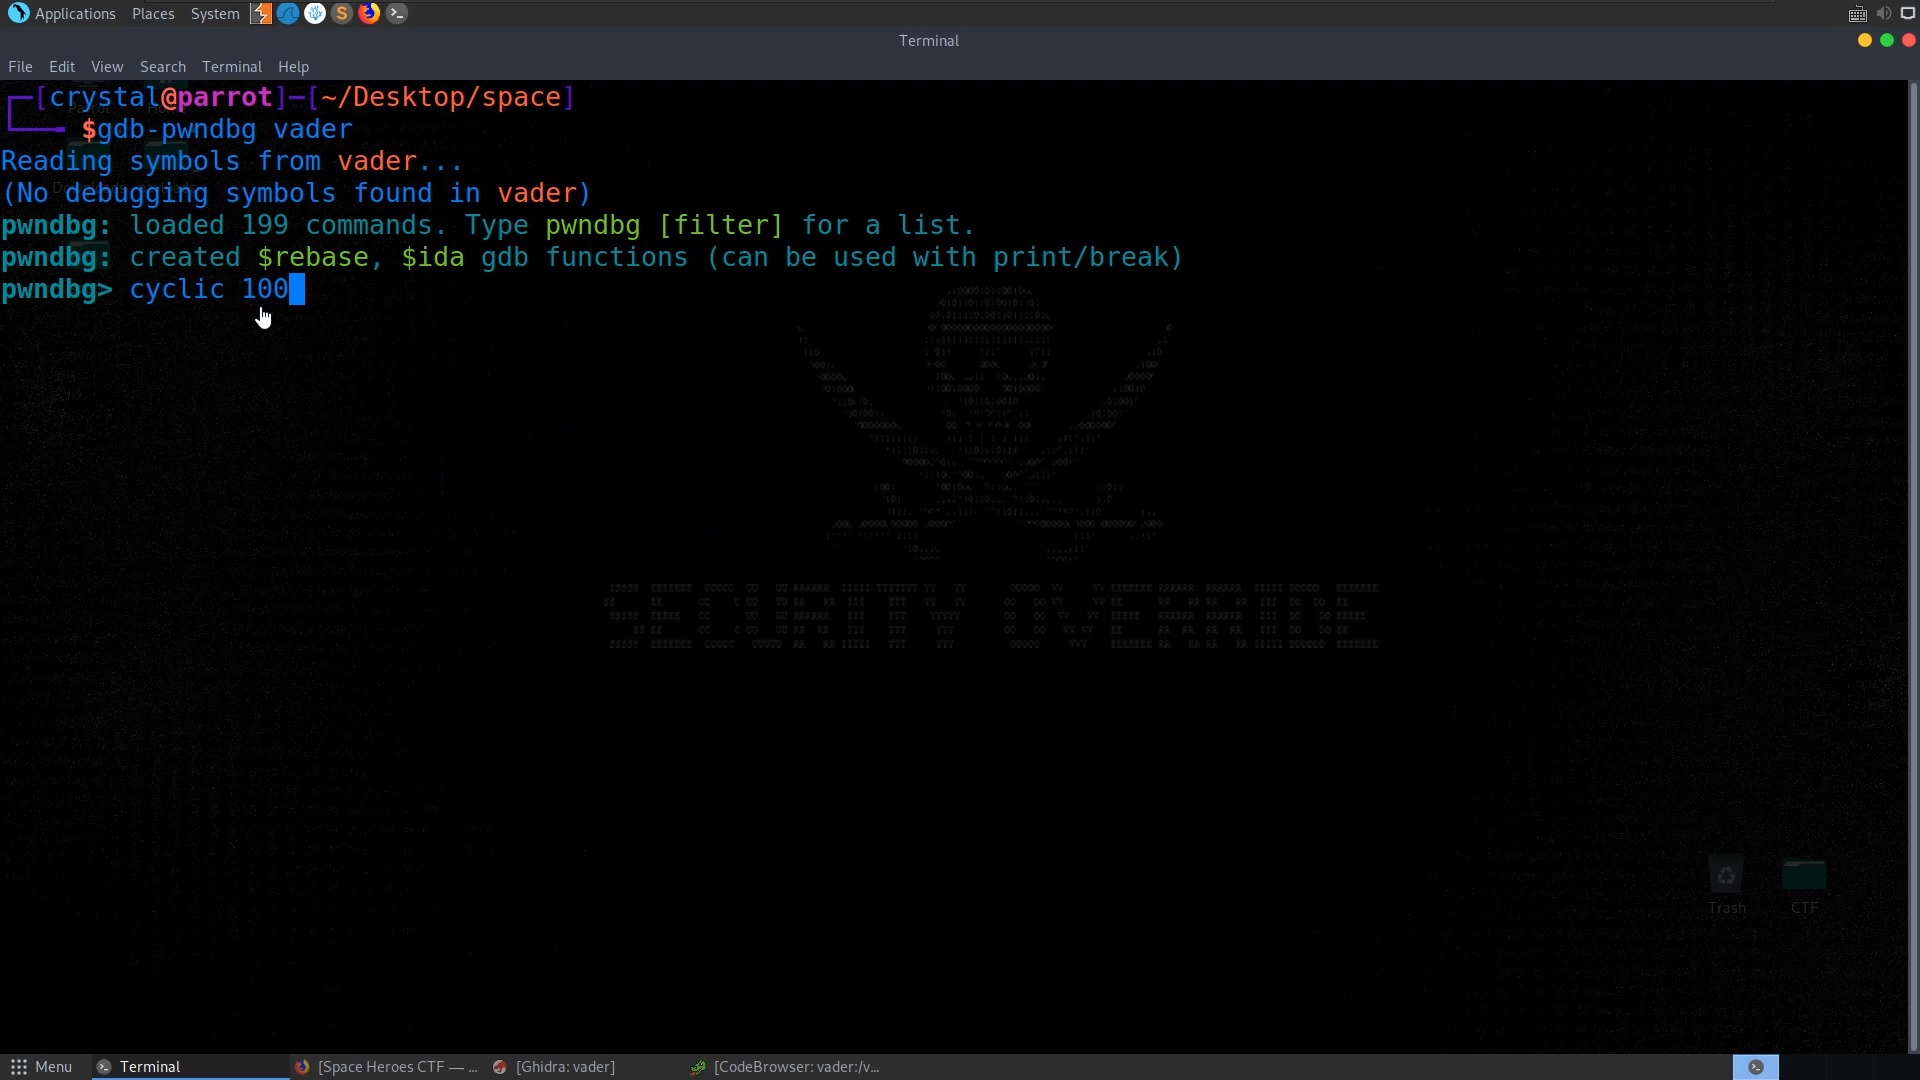 Applications Places System
Terminal
File Edit View Search Terminal Help
[crystal@parrot]─[~/Desktop/space]
$gdb-pwndbg vader
Reading symbols from vader...
(No debugging symbols found in vader)
pwndbg: loaded 199 commands. Type pwndbg [filter] for a list.
pwndbg: created $rebase, $ida gdb functions (can be used with print/break)
pwndbg> cyclic 100
SECURITY OVERRIDE
Trash CTF
Menu Terminal [Space Heroes CTF — ... [Ghidra: vader] [CodeBrowser: vader:/v...